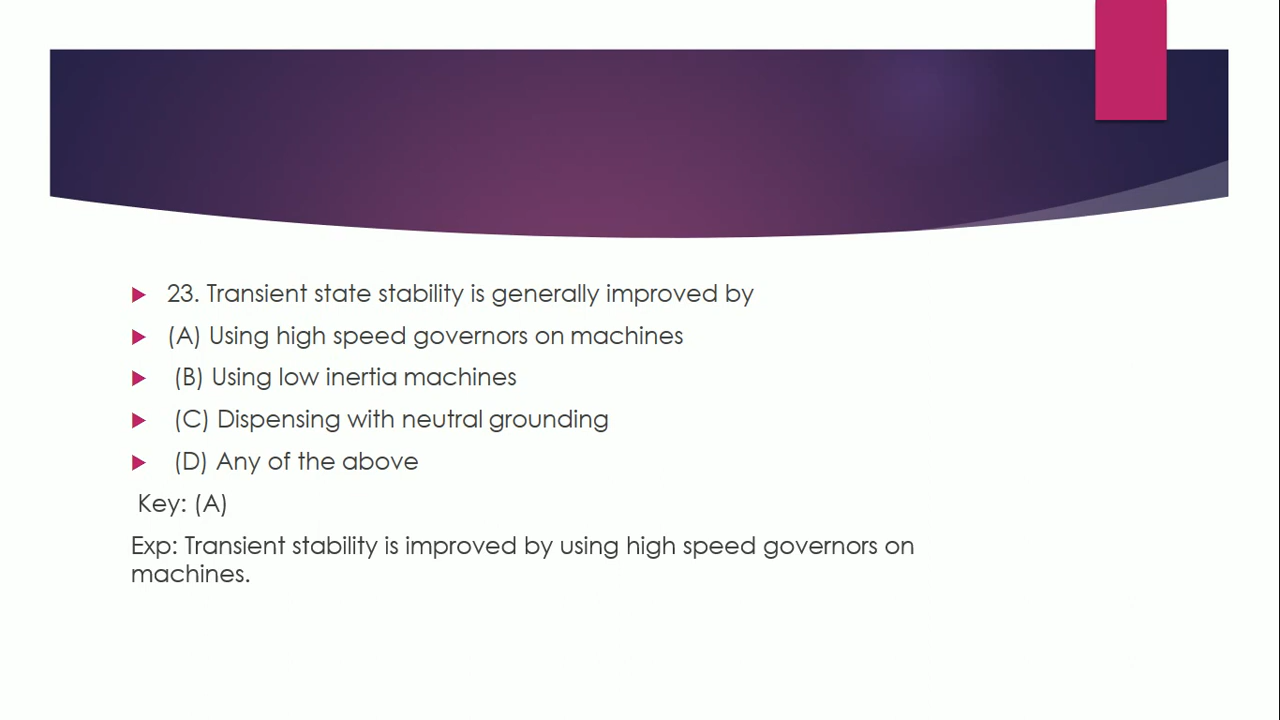 23. Transient state stability is generally improved by
(A) Using high speed governors on machines
(B) Using low inertia machines
(C) Dispensing with neutral grounding
(D) Any of the above
Key: (A)
Exp: Transient stability is improved by using high speed governors on
machines.